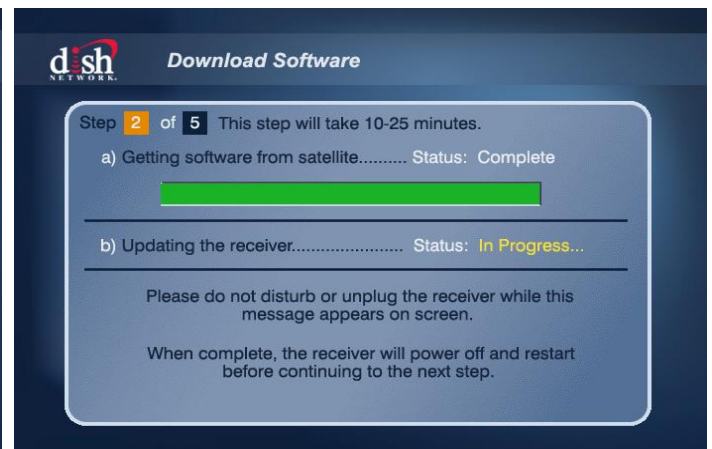 dish
NETWORK.
Download Software
Step 2 of 5 This step will take 10-25 minutes.
a) Getting software from satellite.......... Status: Complete
b) Updating the receiver....................... Status: In Progress...
Please do not disturb or unplug the receiver while this
message appears on screen.
When complete, the receiver will power off and restart
before continuing to the next step.